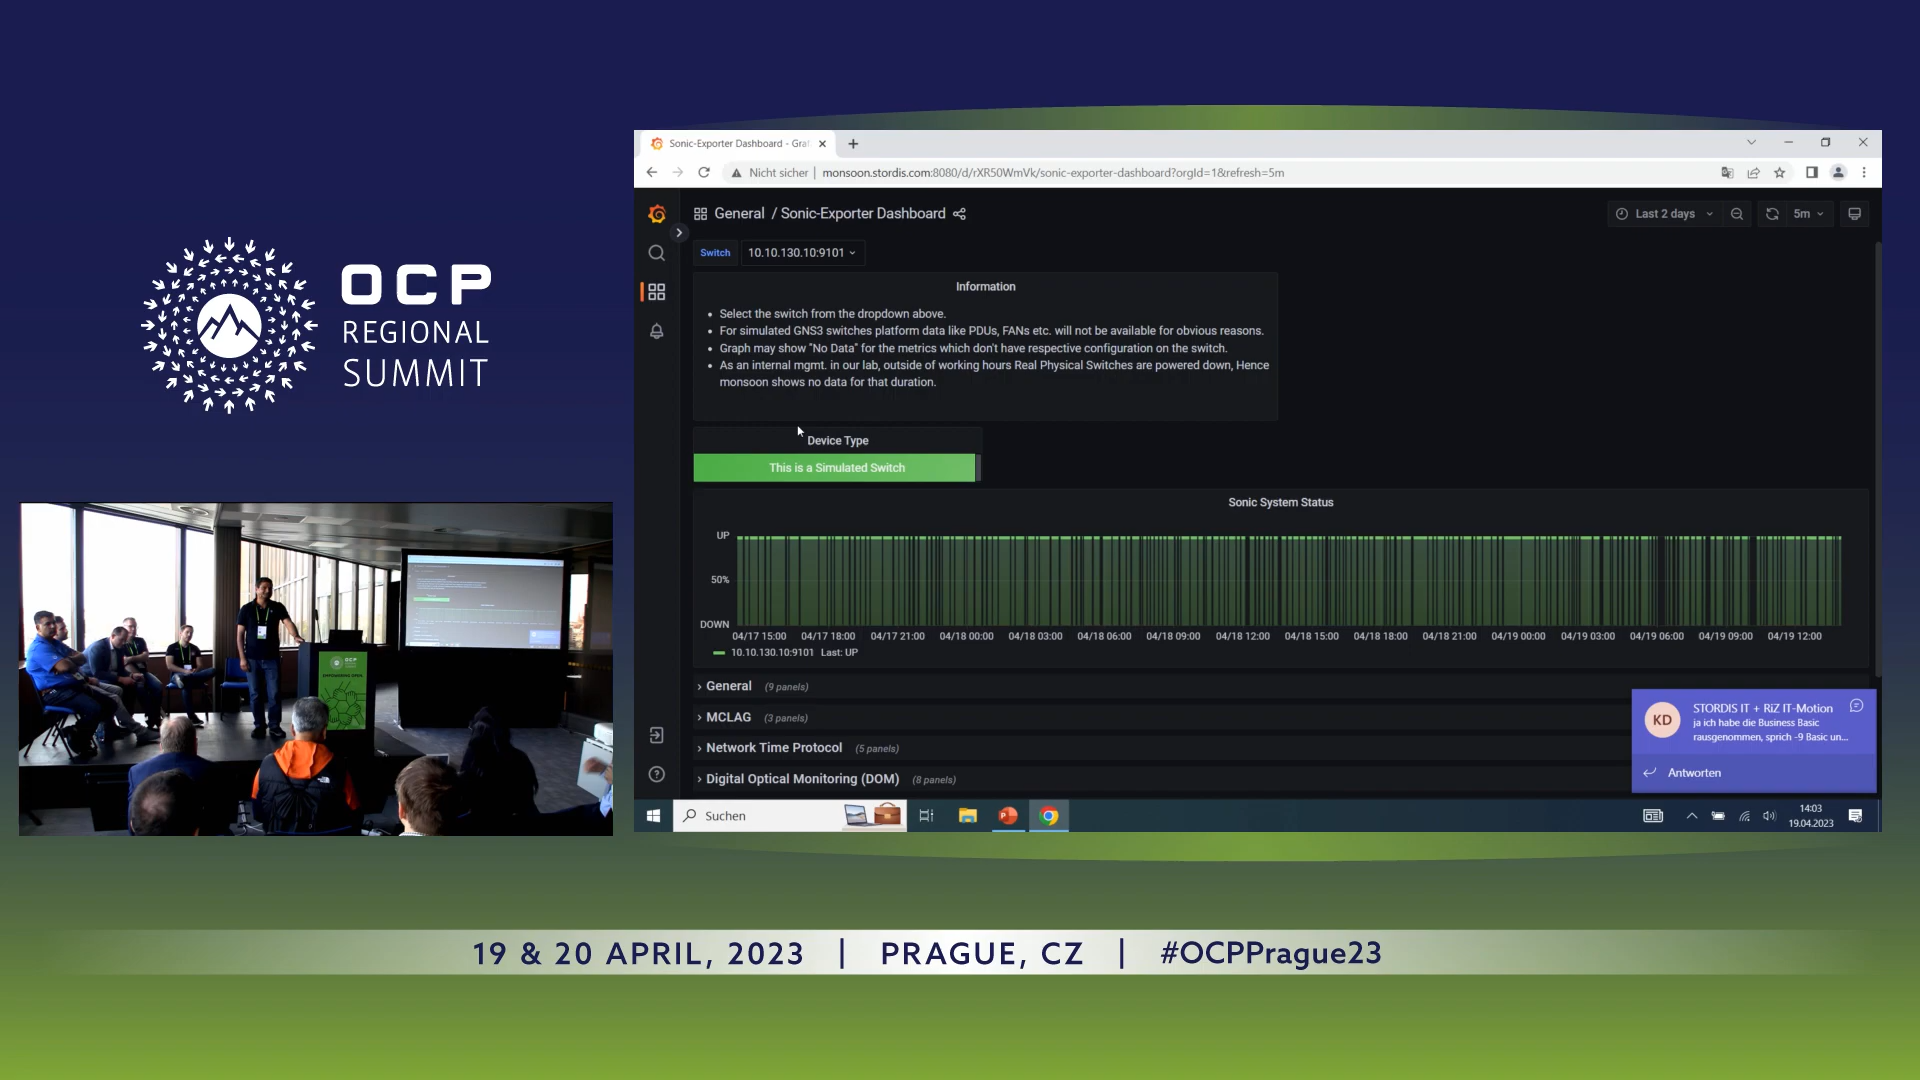 OCP
REGIONAL
SUMMIT
Sonic-Exporter Dashboard - Gra
Nicht sicher | monsoon.stordis.com:8080/d/rXR50WmVk/sonic-exporter-dashboard?orgId=1&refresh=5m
General / Sonic-Exporter Dashboard
Last 2 days
5m
Switch 10.10.130.10:9101
Information
• Select the switch from the dropdown above.
• For simulated GNS3 switches platform data like PDUs, FANs etc. will not be available for obvious reasons.
• Graph may show "No Data" for the metrics which don't have respective configuration on the switch.
• As an internal mgmt. in our lab, outside of working hours Real Physical Switches are powered down, Hence
monsoon shows no data for that duration.
Device Type
This is a Simulated Switch
Sonic System Status
UP
50%
DOWN
04/17 15:00 04/17 18:00 04/17 21:00 04/18 00:00 04/18 03:00 04/18 06:00 04/18 09:00 04/18 12:00 04/18 15:00 04/18 18:00 04/18 21:00 04/19 00:00 04/19 03:00 04/19 06:00 04/19 09:00 04/19 12:00
10.10.130.10:9101 Last: UP
General (9 panels)
MCLAG (3 panels)
Network Time Protocol (5 panels)
Digital Optical Monitoring (DOM) (8 panels)
KD
STORDIS IT + RiZ IT-Motion
ja ich habe die Business Basic
rausgenommen, sprich -9 Basic un...
Antworten
Suchen
14:03
19.04.2023
OCP
19 & 20 APRIL, 2023 | PRAGUE, CZ | #OCPPrague23